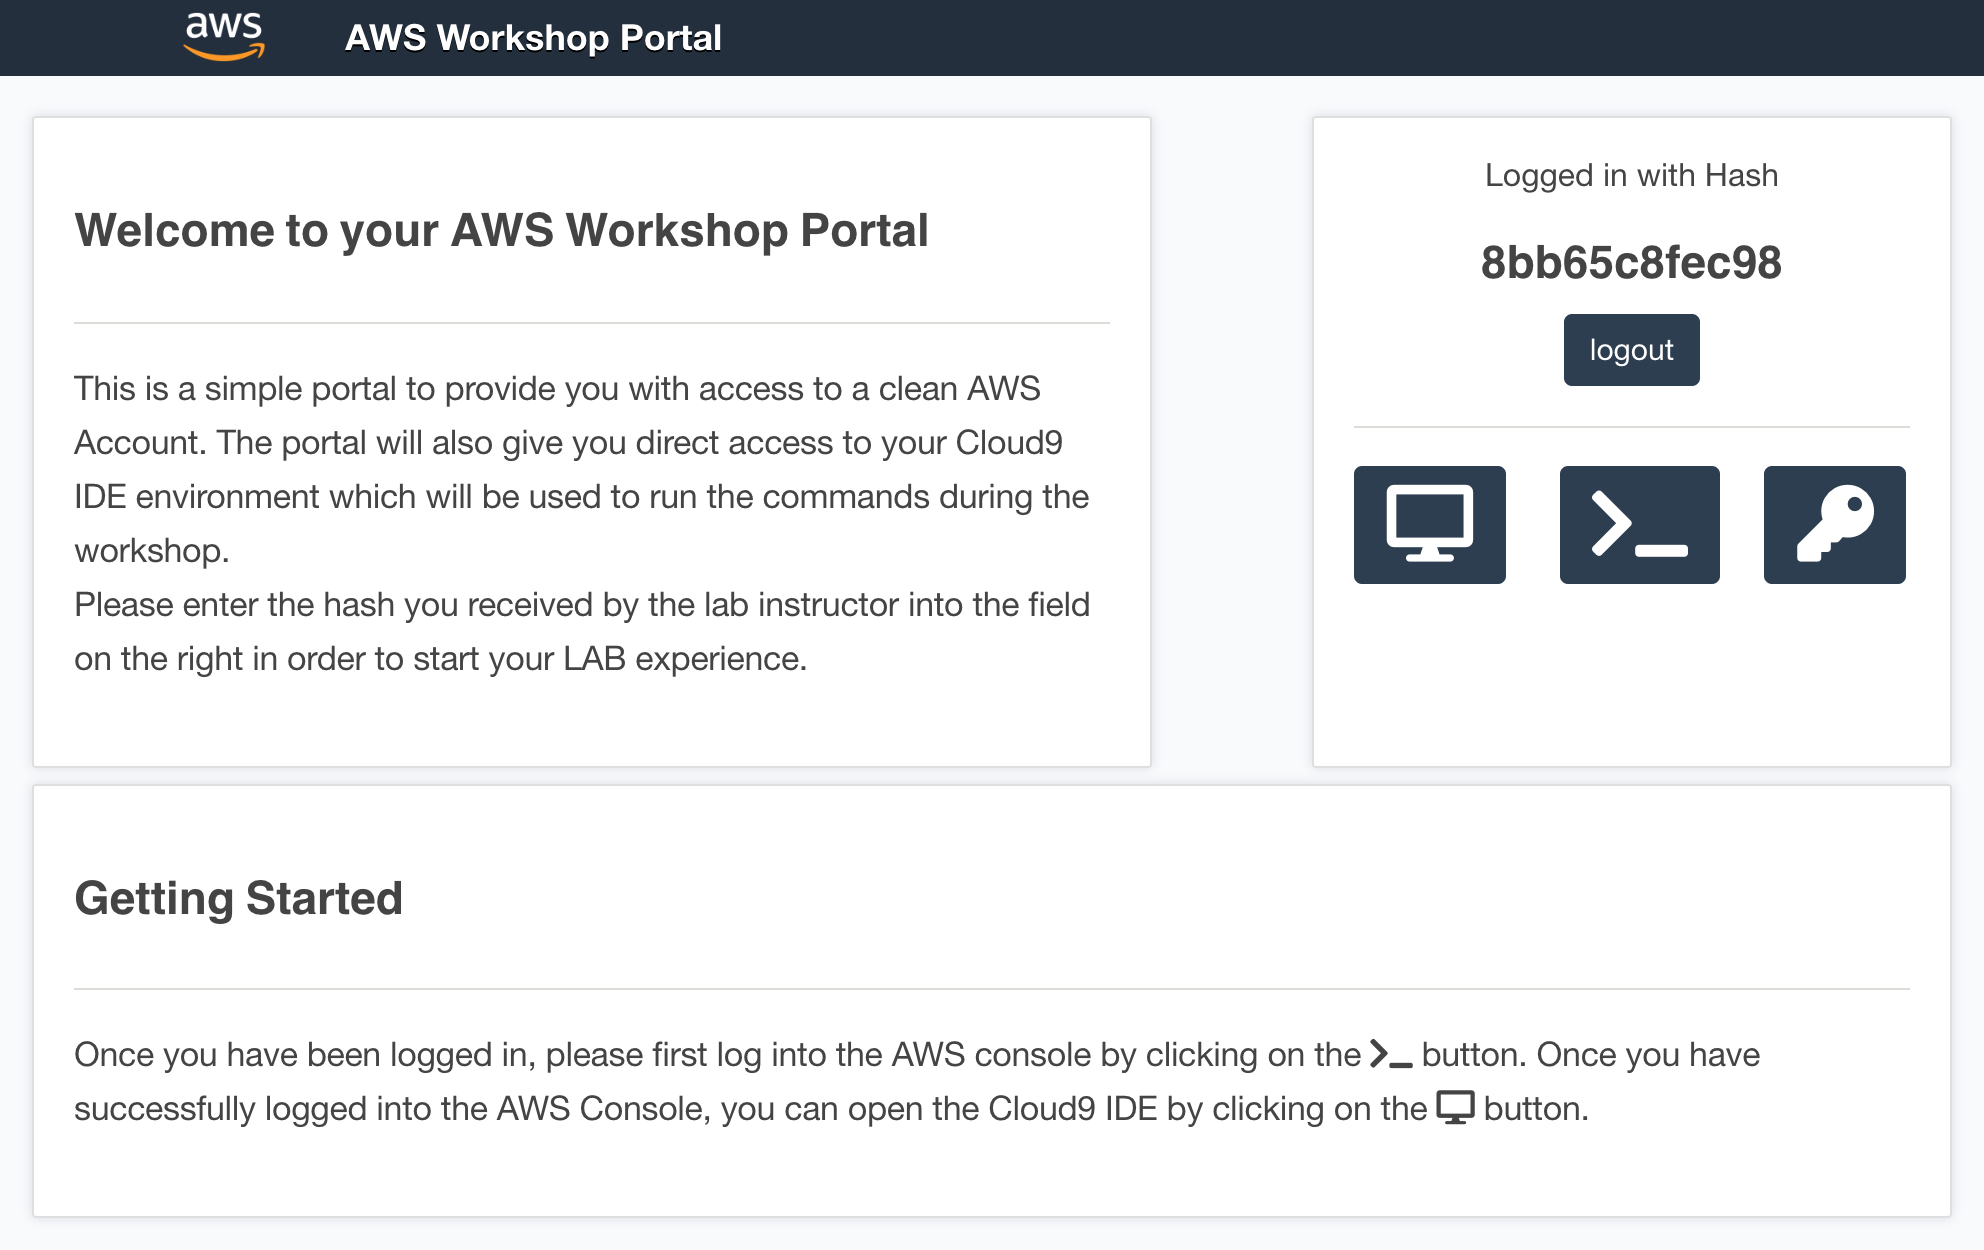 aws
AWS Workshop Portal
Welcome to your AWS Workshop Portal
This is a simple portal to provide you with access to a clean AWS
Account. The portal will also give you direct access to your Cloud9
IDE environment which will be used to run the commands during the
workshop.
Please enter the hash you received by the lab instructor into the field
on the right in order to start your LAB experience.
Logged in with Hash
8bb65c8fec98
logout
Getting Started
Once you have been logged in, please first log into the AWS console by clicking on the >_ button. Once you have
successfully logged into the AWS Console, you can open the Cloud9 IDE by clicking on the button.